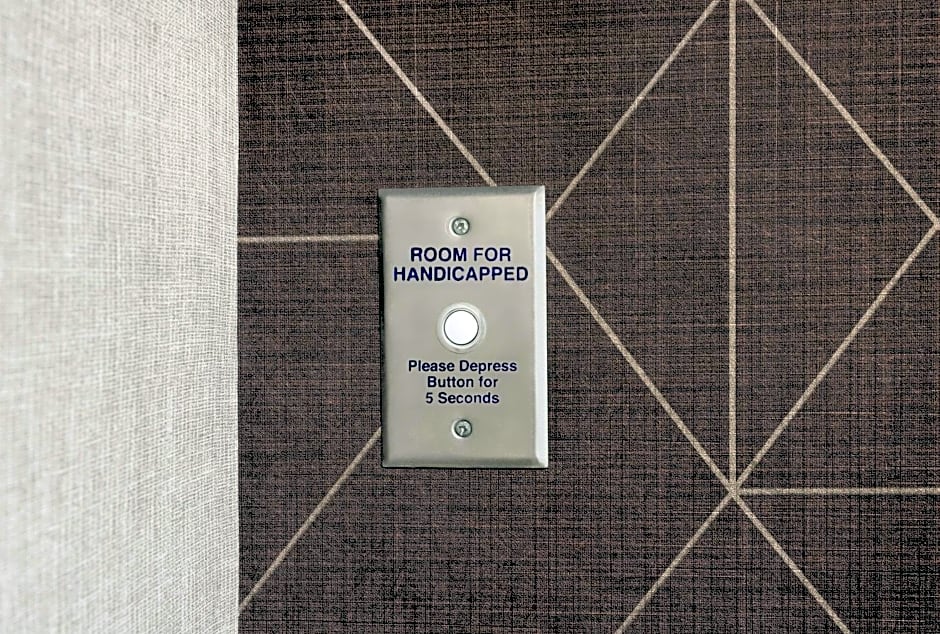 ROOM FOR
HANDICAPPED
Please Depress
Button for
5 Seconds